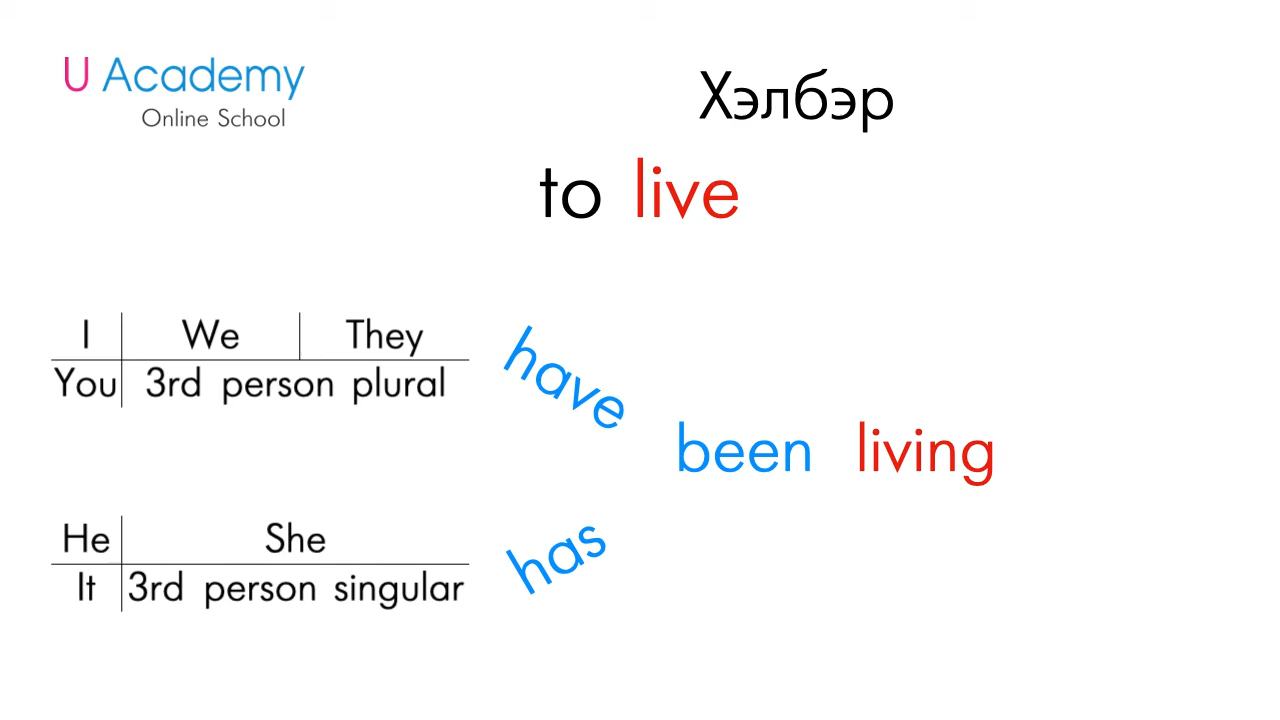 U Academy
Online School
Хэлбэр
to live
I We They
You 3rd person plural
have
been living
He She
It 3rd person singular
has